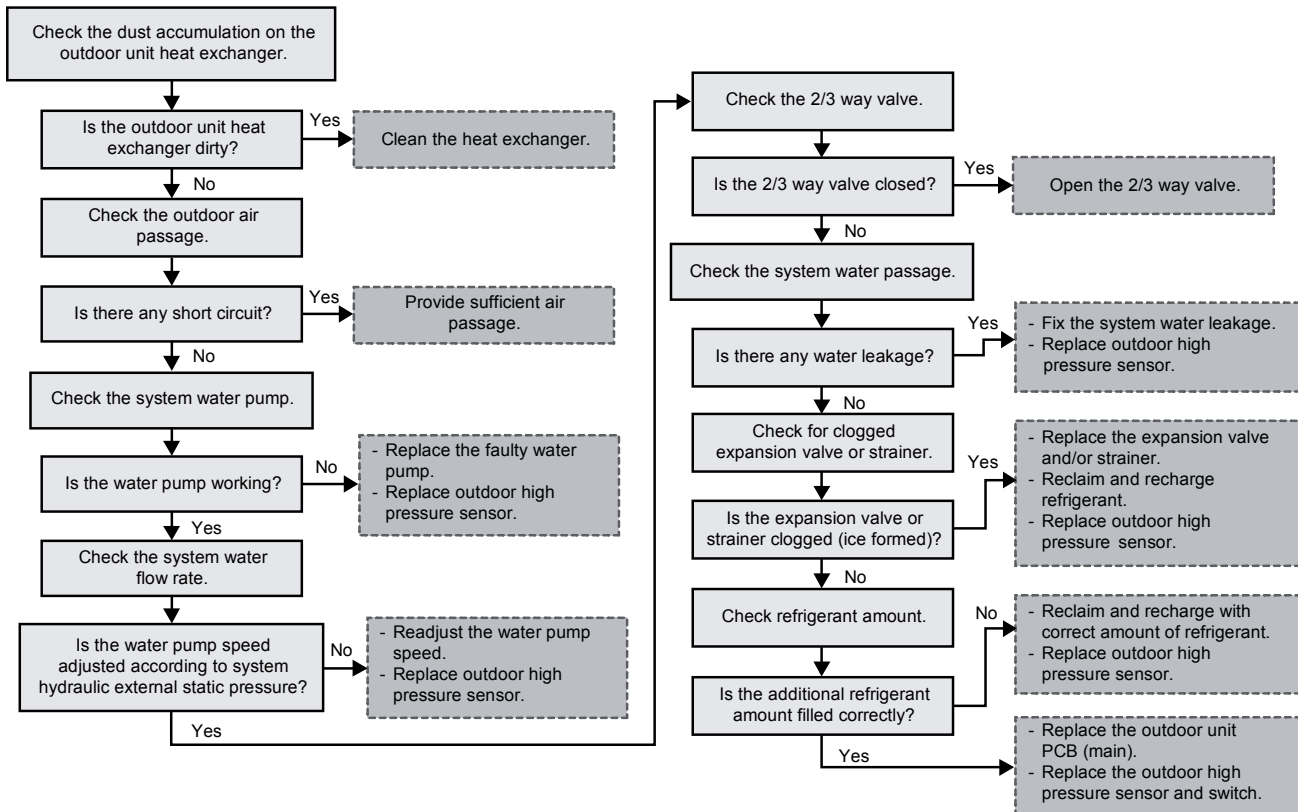 Check the dust accumulation on the
outdoor unit heat exchanger.
Is the outdoor unit heat
exchanger dirty?
Yes
Clean the heat exchanger.
No
Check the outdoor air
passage.
Is there any short circuit?
Yes
Provide sufficient air
passage.
No
Check the system water pump.
Is the water pump working?
No
- Replace the faulty water
pump.
- Replace outdoor high
pressure sensor.
Yes
Check the system water
flow rate.
Is the water pump speed
adjusted according to system
hydraulic external static pressure?
No
- Readjust the water pump
speed.
- Replace outdoor high
pressure sensor.
Yes
Check the 2/3 way valve.
Is the 2/3 way valve closed?
Yes
Open the 2/3 way valve.
No
Check the system water passage.
Is there any water leakage?
Yes
- Fix the system water leakage.
- Replace outdoor high
pressure sensor.
No
Check for clogged
expansion valve or strainer.
Is the expansion valve or
strainer clogged (ice formed)?
Yes
- Replace the expansion valve
and/or strainer.
- Reclaim and recharge
refrigerant.
- Replace outdoor high
pressure sensor.
No
Check refrigerant amount.
Is the additional refrigerant
amount filled correctly?
No
- Reclaim and recharge with
correct amount of refrigerant.
- Replace outdoor high
pressure sensor.
Yes
- Replace the outdoor unit
PCB (main).
- Replace the outdoor high
pressure sensor and switch.